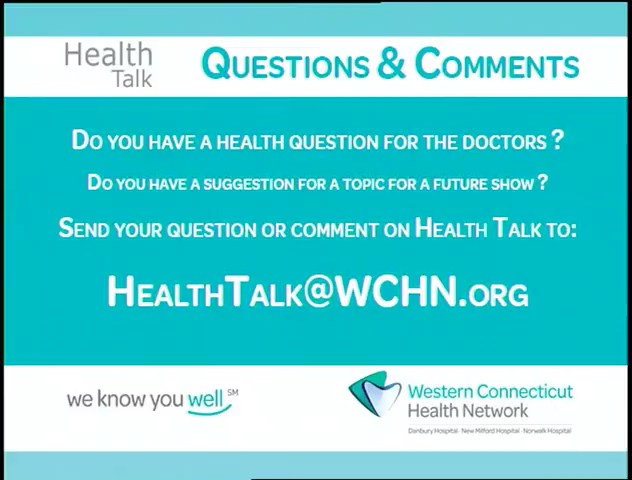 Health
Talk
QUESTIONS & COMMENTS
DO YOU HAVE A HEALTH QUESTION FOR THE DOCTORS ?
DO YOU HAVE A SUGGESTION FOR A TOPIC FOR A FUTURE SHOW ?
SEND YOUR QUESTION OR COMMENT ON HEALTH TALK TO:
HEALTHTALK@WCHN.ORG
we know you well SM
Western Connecticut
Health Network
Danbury Hospital · New Milford Hospital · Norwalk Hospital